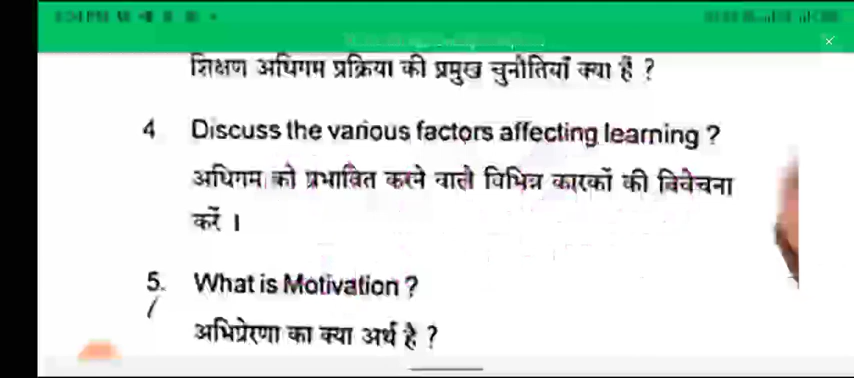 शिक्षण अधिगम प्रक्रिया की प्रमुख चुनौतियाँ क्या हैं ?
4 Discuss the various factors affecting learning ?
अधिगम को प्रभावित करने वाले विभिन्न कारकों की विवेचना
करें ।
5. What is Motivation ?
अभिप्रेरणा का क्या अर्थ है ?